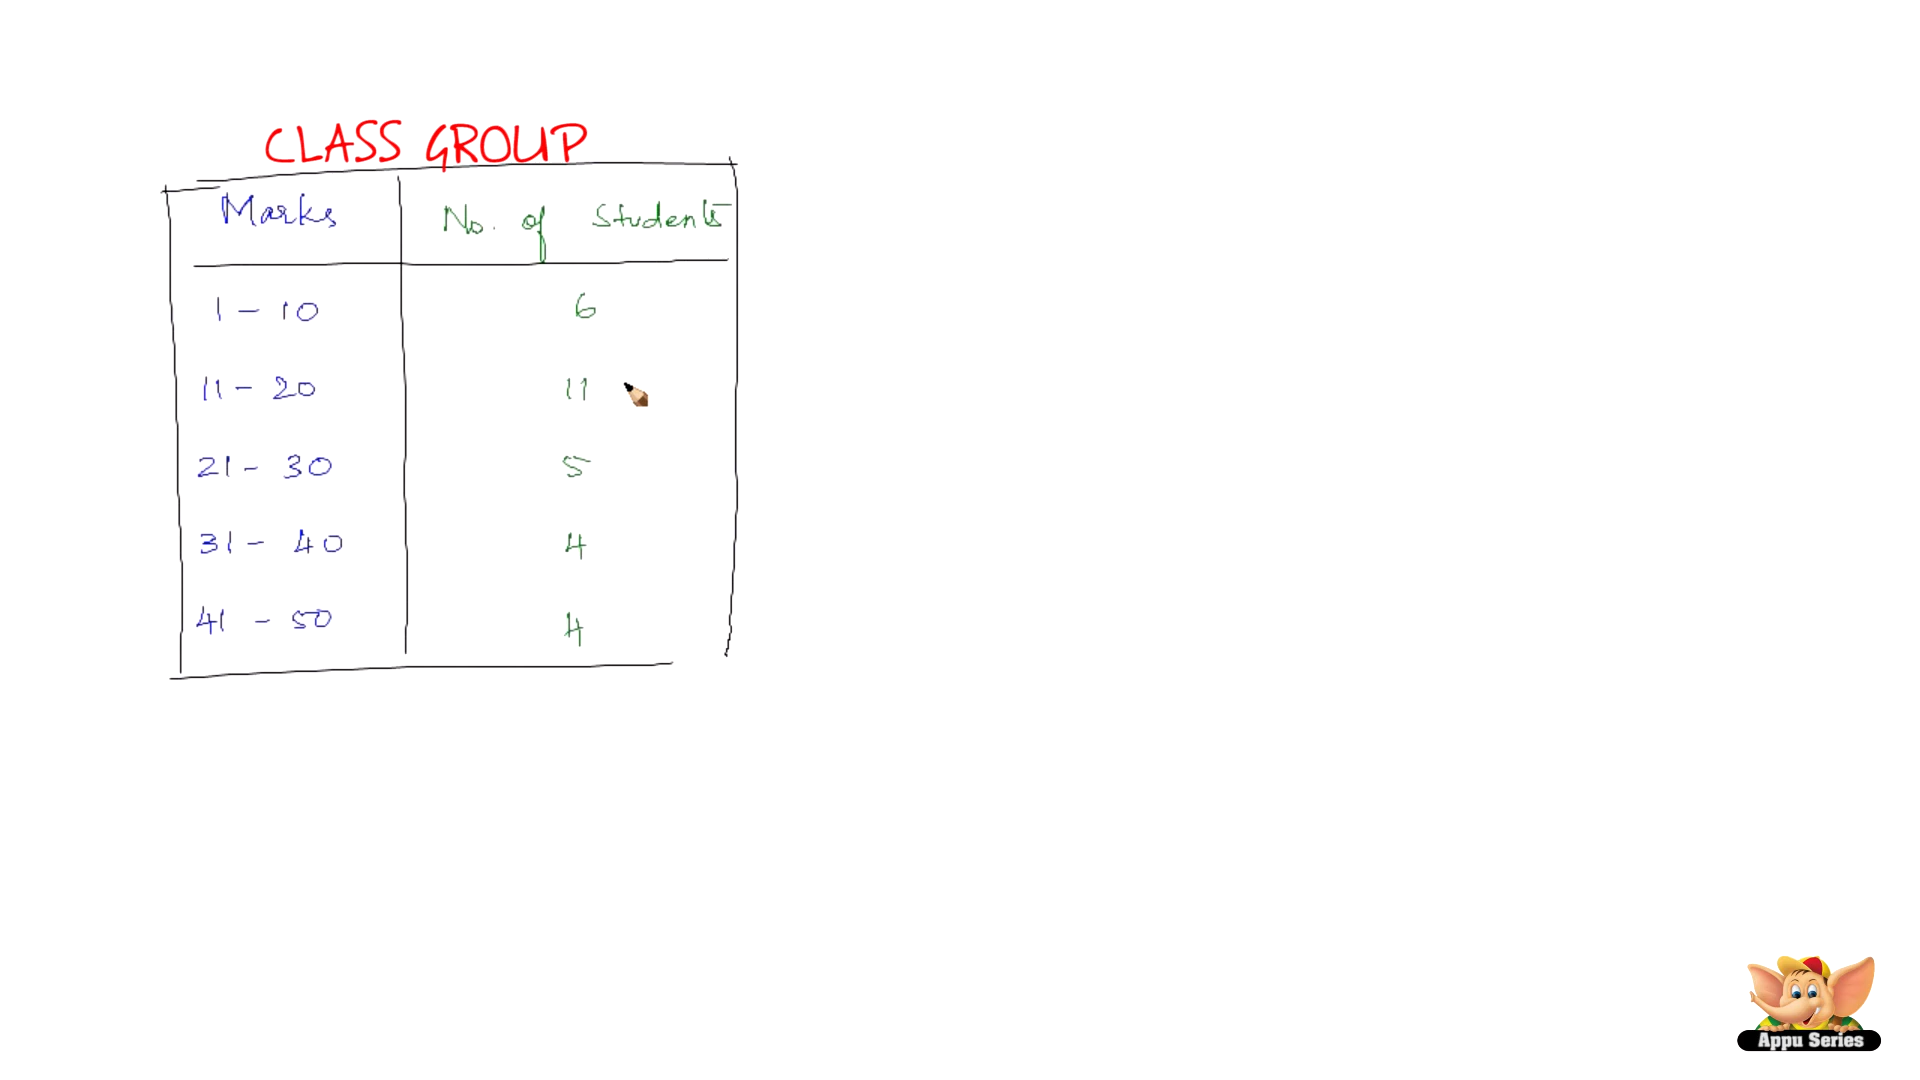 CLASS GROUP
Marks No. of Students
1 - 10 6
11 - 20 11
21 - 30 5
31 - 40 4
41 - 50 4
Appu Series